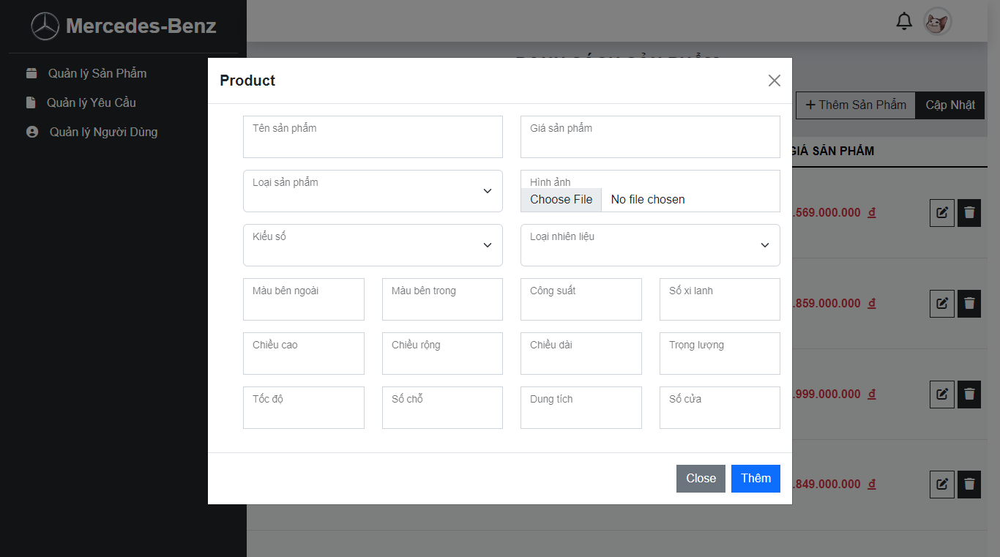 Mercedes-Benz
Quản lý Sản Phẩm
Quản lý Yêu Cầu
Quản lý Người Dùng
DANH SÁCH SẢN PHẨM
Thêm Sản Phẩm
Cập Nhật
GIÁ SẢN PHẨM
.569.000.000 đ
.859.000.000 đ
.999.000.000 đ
.849.000.000 đ
Product
Tên sản phẩm
Giá sản phẩm
Loại sản phẩm
Hình ảnh
Choose File No file chosen
Kiểu số
Loại nhiên liệu
Màu bên ngoài
Màu bên trong
Công suất
Số xi lanh
Chiều cao
Chiều rộng
Chiều dài
Trọng lượng
Tốc độ
Số chỗ
Dung tích
Số cửa
Close
Thêm